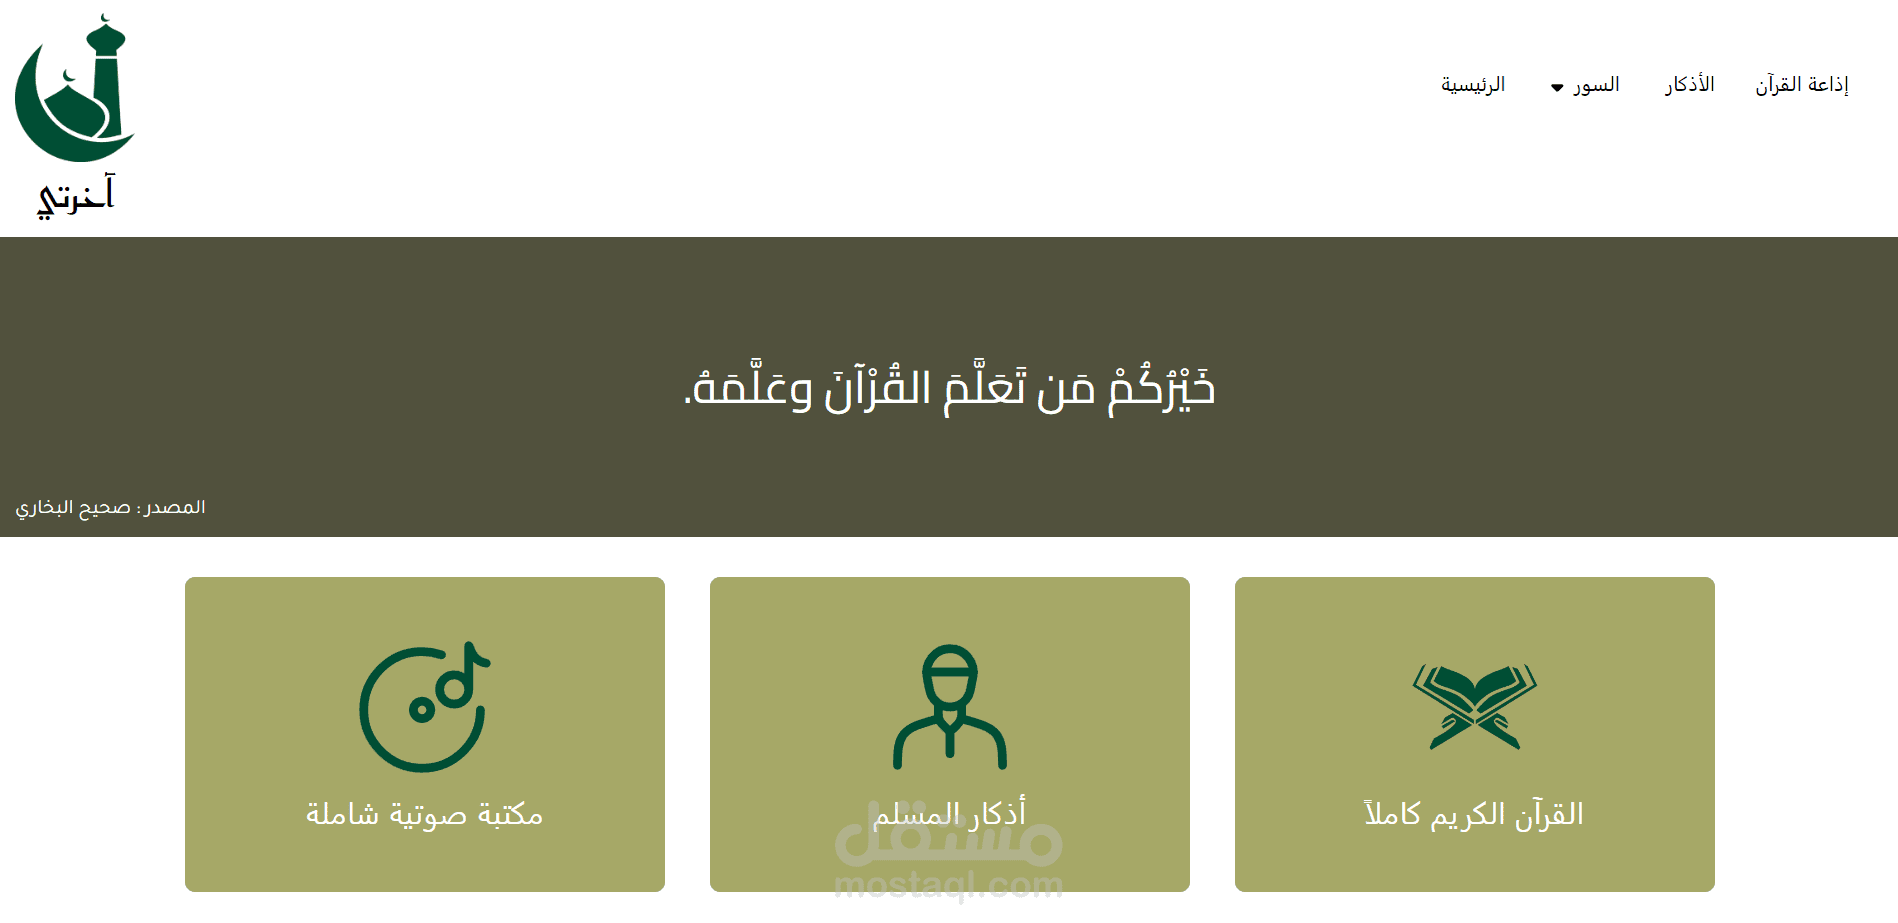 إذاعة القرآن
الأذكار
السور
الرئيسية
آخرتي
خَيْرُكُمْ مَن تَعَلَّمَ القُرْآنَ وعَلَّمَهُ.
المصدر : صحيح البخاري
القرآن الكريم كاملاً
أذكار المسلم
مكتبة صوتية شاملة
مستقل
mostaql.com